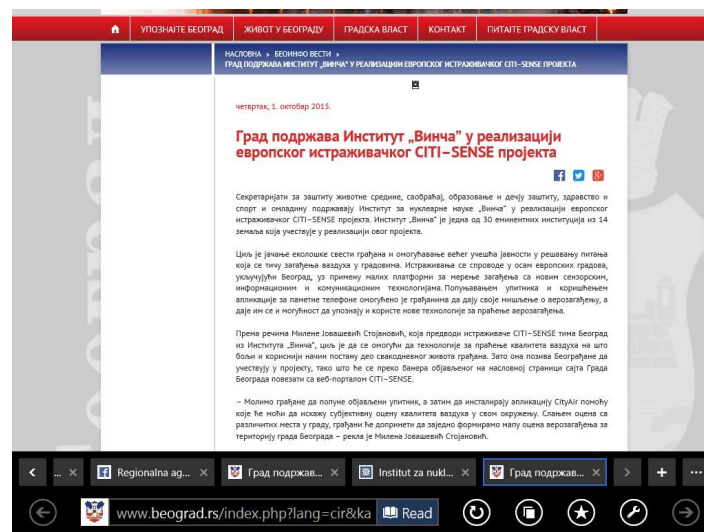 УПОЗНАЈТЕ БЕОГРАД ЖИВОТ У БЕОГРАДУ ГРАДСКА ВЛАСТ КОНТАКТ ПИТАЈТЕ ГРАДСКУ ВЛАСТ
НАСЛОВНА » БЕОИНФО ВЕСТИ »
ГРАД ПОДРЖАВА ИНСТИТУТ „ВИНЧА” У РЕАЛИЗАЦИЈИ ЕВРОПСКОГ ИСТРАЖИВАЧКОГ CITI–SENSE ПРОЈЕКТА
четвртак, 1. октобар 2015.
Град подржава Институт „Винча” у реализацији
европског истраживачког CITI–SENSE пројекта
Секретаријати за заштиту животне средине, саобраћај, образовање и дечју заштиту, здравство и
спорт и омладину подржавају Институт за нуклеарне науке „Винча” у реализацији европског
истраживачког CITI–SENSE пројекта. Институт „Винча” је једна од 30 еминентних институција из 14
земаља која учествује у реализацији овог пројекта.
Циљ је јачање еколошке свести грађана и омогућавање већег учешћа јавности у решавању питања
која се тичу загађења ваздуха у градовима. Истраживања се спроводе у осам европских градова,
укључујући Београд, уз примену малих платформи за мерење загађења са новим сензорским,
информационим и комуникационим технологијама. Попуњавањем упитника и коришћењем
апликације за паметне телефоне омогућено је грађанима да дају своје мишљење о аерозагађењу, а
даје им се и могућност да упознају и користе нове технологије за праћење аерозагађења.
Према речима Милене Јовашевић Стојановић, која предводи истраживаче CITI–SENSE тима Београд
из Института „Винча”, циљ је да се омогући да технологије за праћење квалитета ваздуха на што
бољи и кориснији начин постану део свакодневног живота грађана. Зато она позива Београђане да
учествују у пројекту, тако што ће се преко банера објављеног на насловној страници сајта Града
Београда повезати са веб-порталом CITI–SENSE.
– Молимо грађане да попуне објављени упитник, а затим да инсталирају апликацију CityAir помоћу
које ће моћи да искажу субјективну оцену квалитета ваздуха у свом окружењу. Слањем оцена са
различитих места у граду, грађани ће допринети да заједно формирамо мапу оцена аерозагађења за
територију града Београда – рекла је Милена Јовашевић Стојановић.
... Regionalna ag... Град подржав... Institut za nukl... Град подржав...
www.beograd.rs/index.php?lang=cir&ka Read